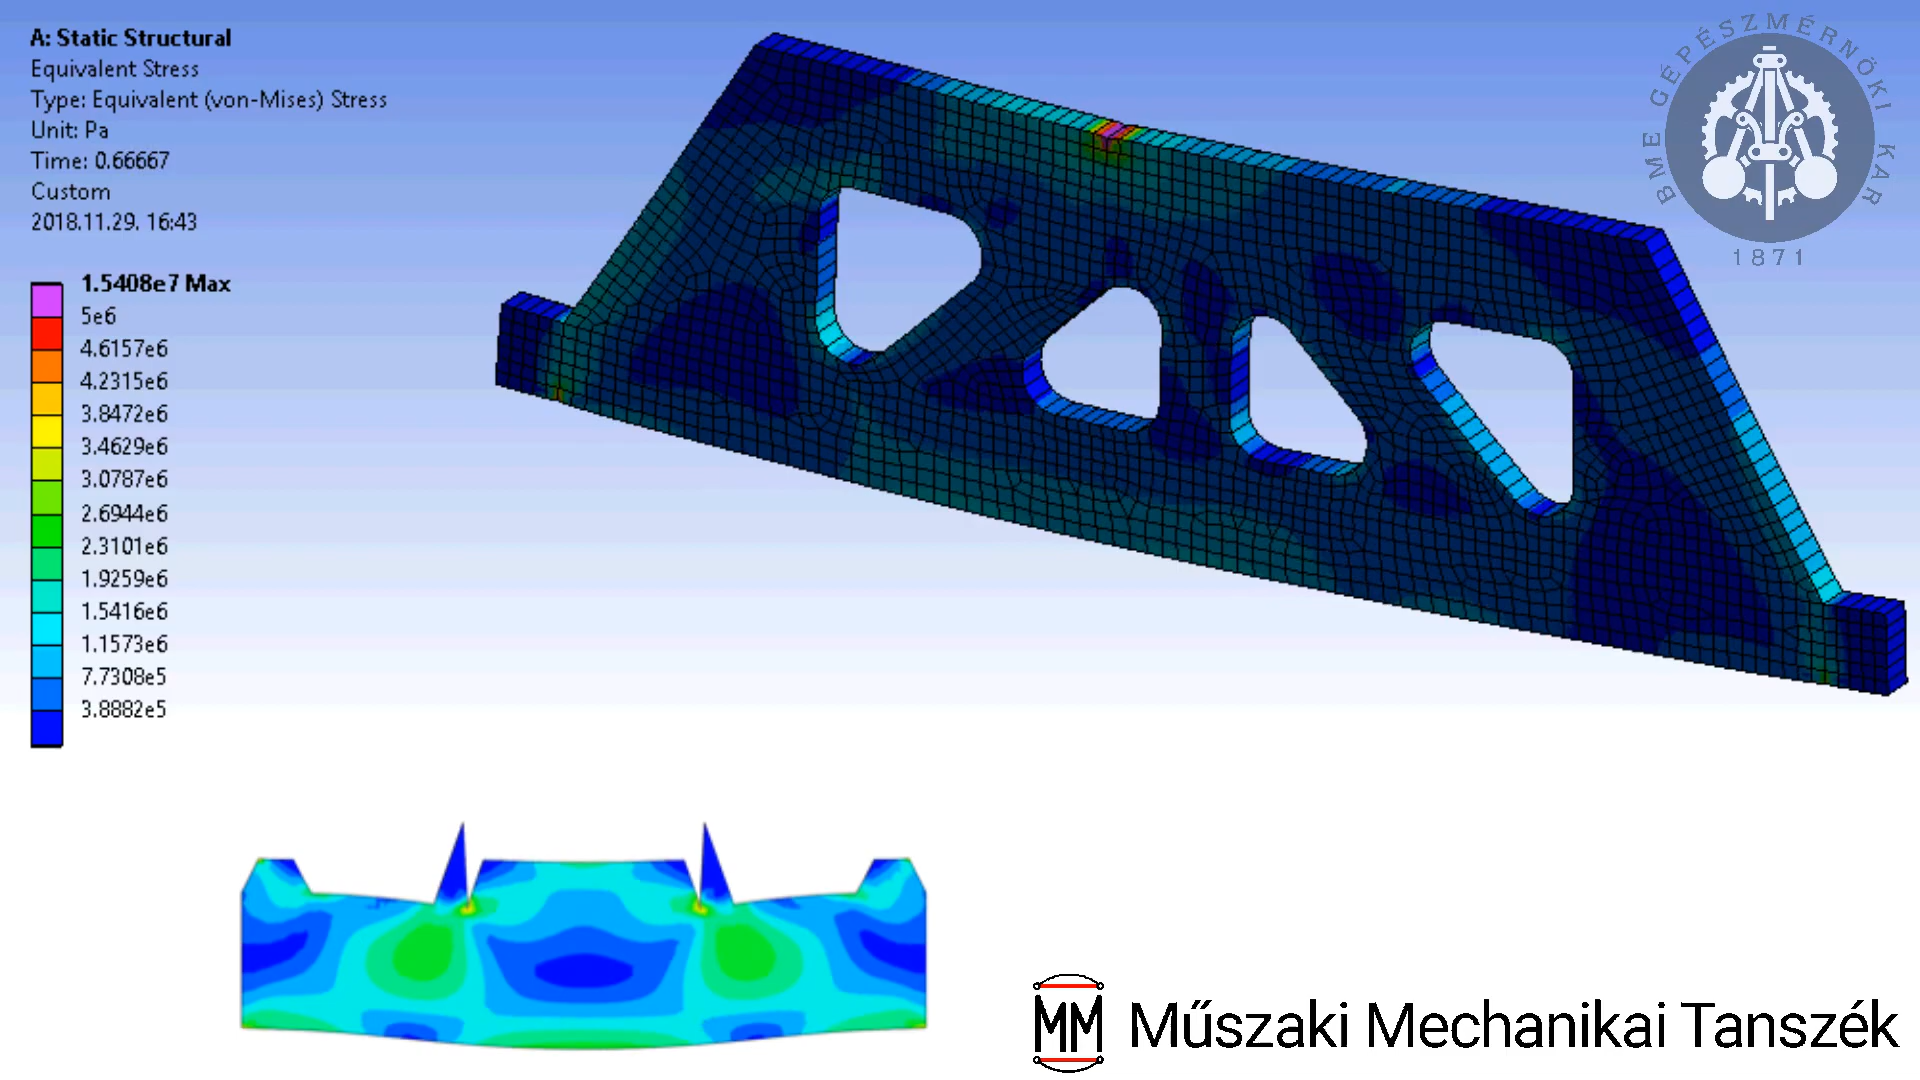 A: Static Structural
Equivalent Stress
Type: Equivalent (von-Mises) Stress
Unit: Pa
Time: 0.66667
Custom
2018.11.29. 16:43
1.5408e7 Max
5e6
4.6157e6
4.2315e6
3.8472e6
3.4629e6
3.0787e6
2.6944e6
2.3101e6
1.9259e6
1.5416e6
1.1573e6
7.7308e5
3.8882e5
BME GÉPÉSZMÉRNÖKI KAR
1871
MM Műszaki Mechanikai Tanszék